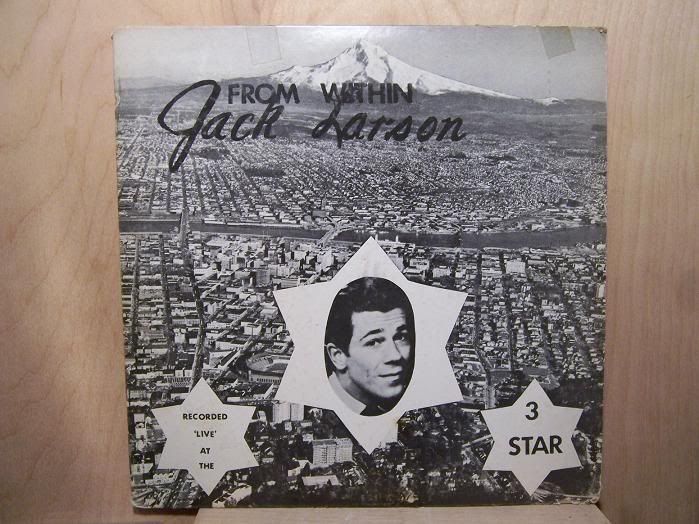 FROM WITHIN
Jack Larson
RECORDED
'LIVE'
AT
THE
3
STAR